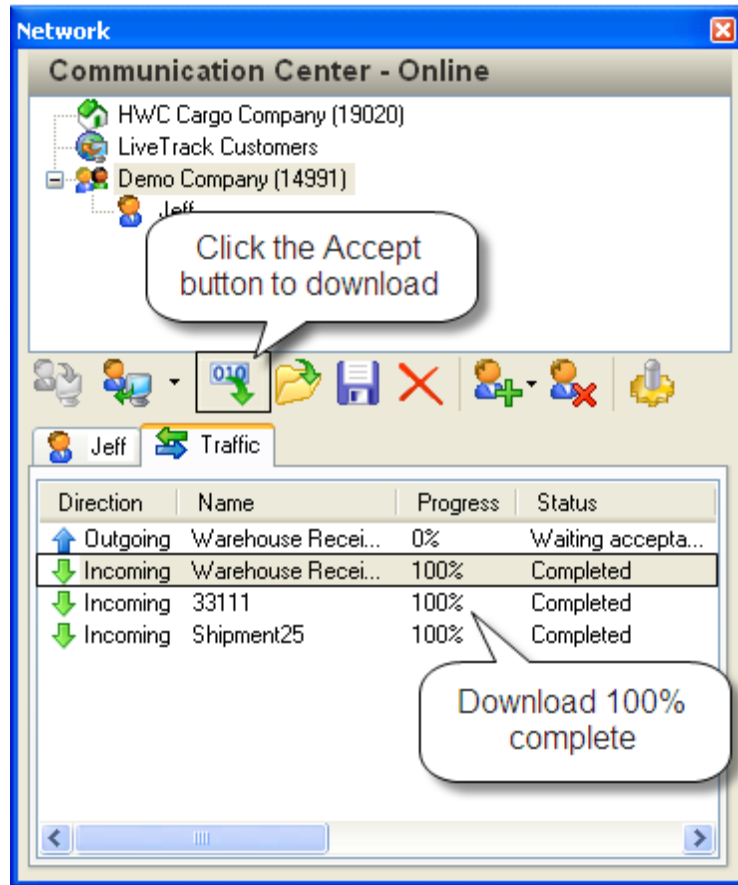 Network
Communication Center - Online
HWC Cargo Company (19020)
LiveTrack Customers
Demo Company (14991)
Jeff
Click the Accept
button to download
010
Jeff Traffic
Direction Name Progress Status
Outgoing Warehouse Recei... 0% Waiting accepta...
Incoming Warehouse Recei... 100% Completed
Incoming 33111 100% Completed
Incoming Shipment25 100% Completed
Download 100%
complete